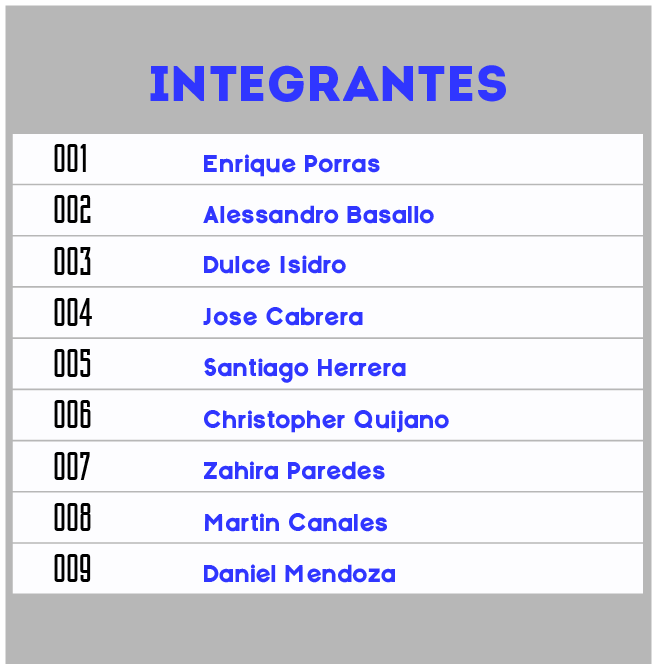 INTEGRANTES
001 Enrique Porras
002 Alessandro Basallo
003 Dulce Isidro
004 Jose Cabrera
005 Santiago Herrera
006 Christopher Quijano
007 Zahira Paredes
008 Martin Canales
009 Daniel Mendoza